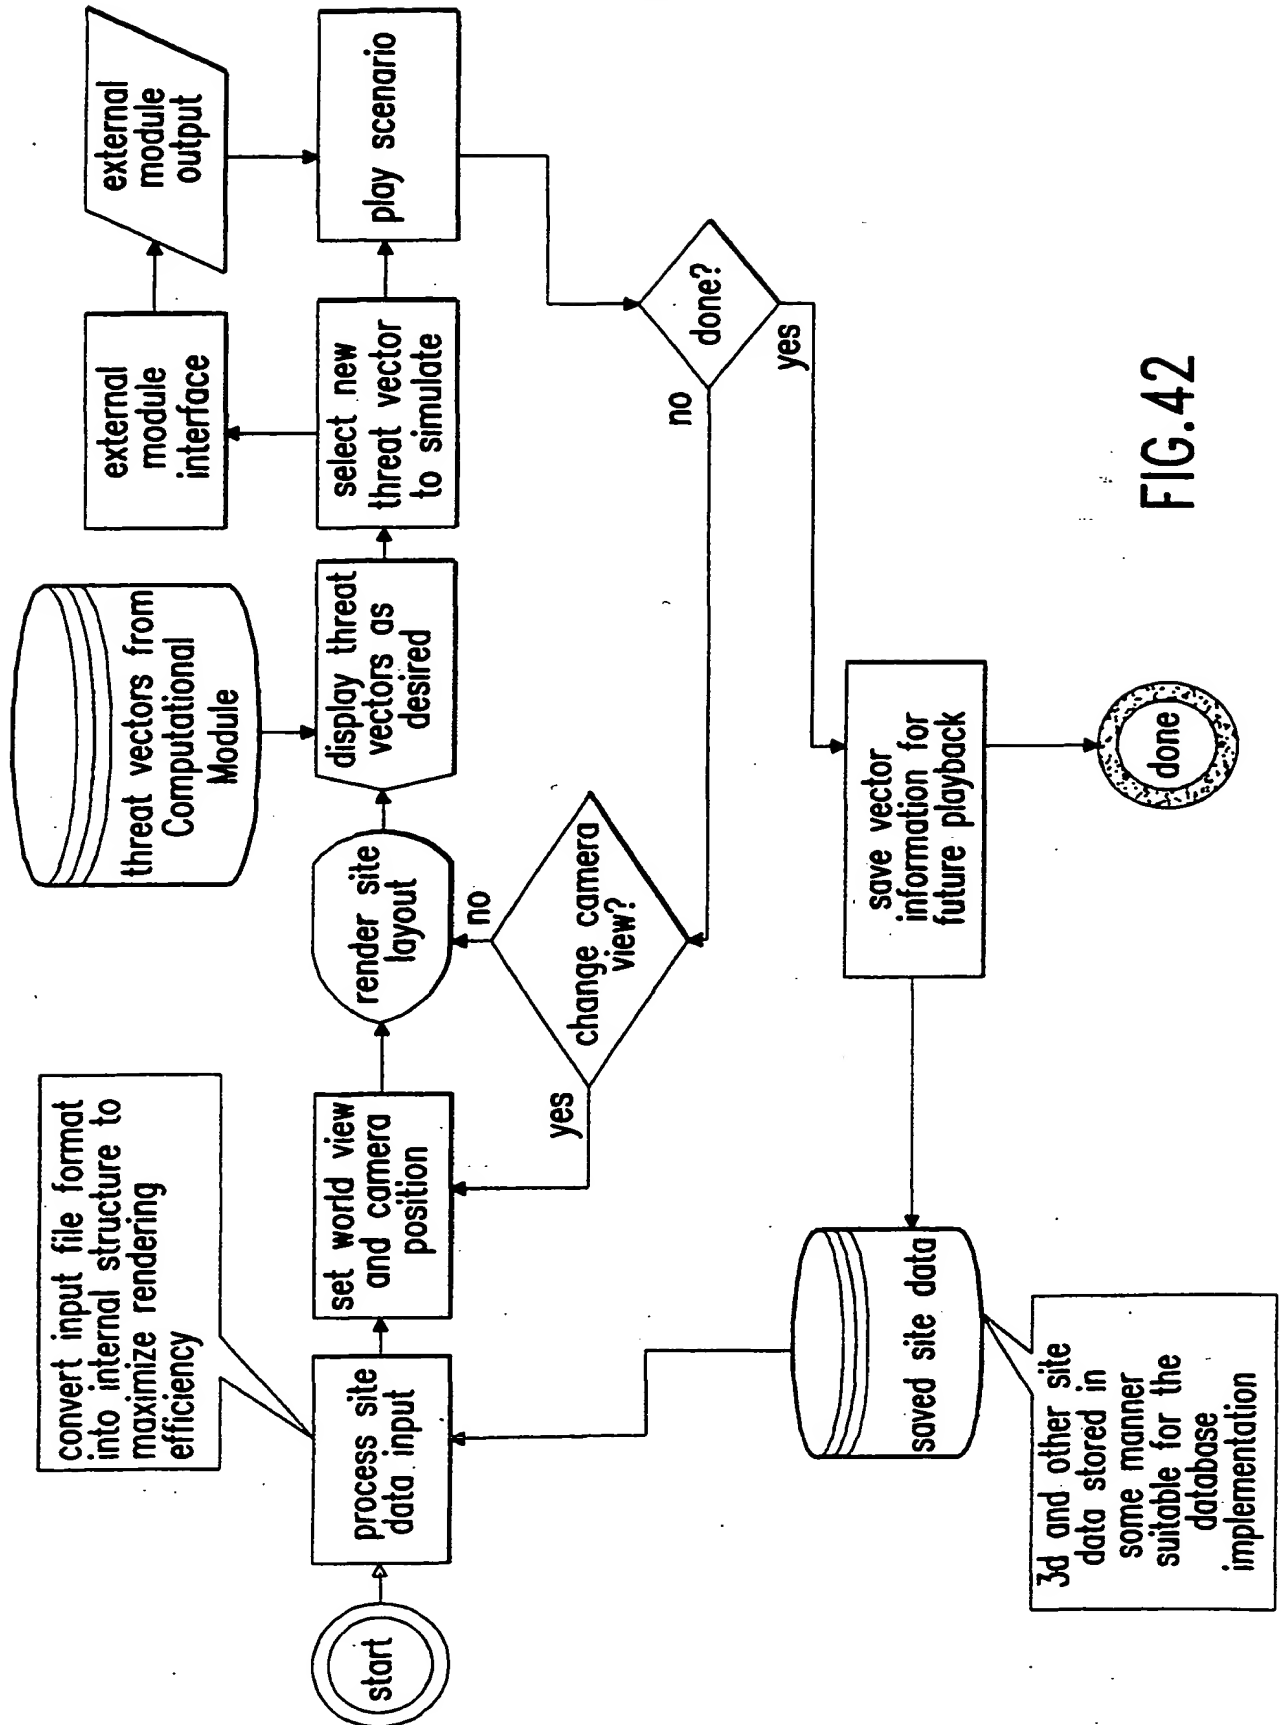 convert input file format
into internal structure to
maximize rendering
efficiency
threat vectors from
Computational
Module
external
module
interface
external
module
output
start
process site
data input
set world view
and camera
position
render site
layout
display threat
vectors as
desired
select new
threat vector
to simulate
play scenario
yes
change camera
view?
no
no
done?
yes
saved site data
save vector
information for
future playback
3d and other site
data stored in
some manner
suitable for the
database
implementation
done
FIG.42